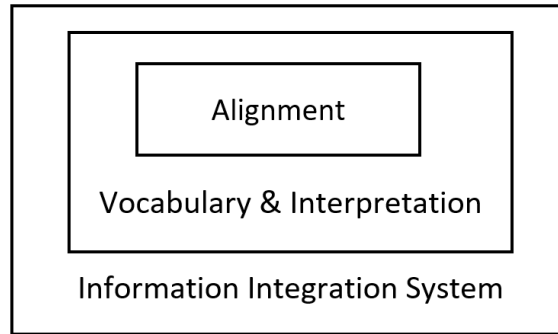 Alignment
Vocabulary & Interpretation
Information Integration System